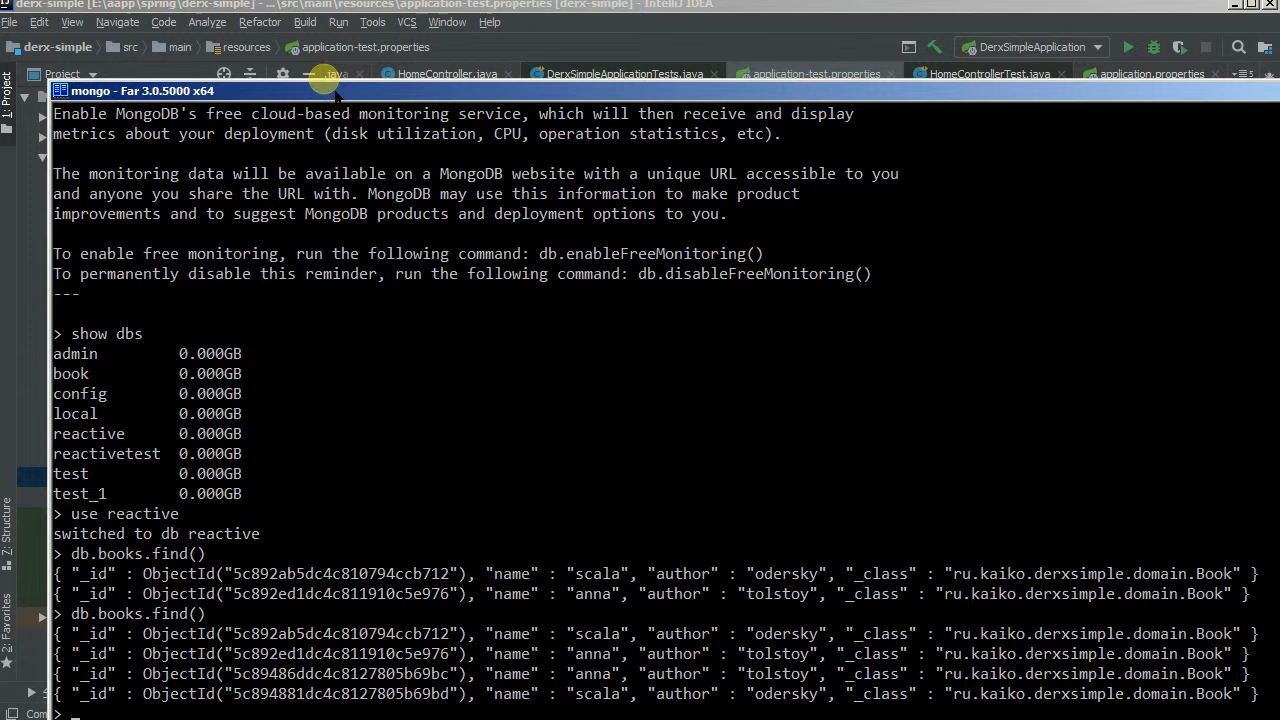 derx-simple [E:\aapp\spring\derx-simple] - ...\src\main\resources\application-test.properties [derx-simple] - IntelliJ IDEA
File Edit View Navigate Code Analyze Refactor Build Run Tools VCS Window Help
derx-simple src main resources application-test.properties DerxSimpleApplication
1: Project Project .java HomeController.java DerxSimpleApplicationTests.java application-test.properties HomeControllerTest.java application.properties 5
mongo - Far 3.0.5000 x64
Enable MongoDB's free cloud-based monitoring service, which will then receive and display
metrics about your deployment (disk utilization, CPU, operation statistics, etc).
The monitoring data will be available on a MongoDB website with a unique URL accessible to you
and anyone you share the URL with. MongoDB may use this information to make product
improvements and to suggest MongoDB products and deployment options to you.
To enable free monitoring, run the following command: db.enableFreeMonitoring()
To permanently disable this reminder, run the following command: db.disableFreeMonitoring()
---
> show dbs
admin 0.000GB
book 0.000GB
config 0.000GB
local 0.000GB
reactive 0.000GB
reactivetest 0.000GB
test 0.000GB
test_1 0.000GB
> use reactive
switched to db reactive
> db.books.find()
{ "_id" : ObjectId("5c892ab5dc4c810794ccb712"), "name" : "scala", "author" : "odersky", "_class" : "ru.kaiko.derxsimple.domain.Book" }
{ "_id" : ObjectId("5c892ed1dc4c811910c5e976"), "name" : "anna", "author" : "tolstoy", "_class" : "ru.kaiko.derxsimple.domain.Book" }
> db.books.find()
{ "_id" : ObjectId("5c892ab5dc4c810794ccb712"), "name" : "scala", "author" : "odersky", "_class" : "ru.kaiko.derxsimple.domain.Book" }
{ "_id" : ObjectId("5c892ed1dc4c811910c5e976"), "name" : "anna", "author" : "tolstoy", "_class" : "ru.kaiko.derxsimple.domain.Book" }
{ "_id" : ObjectId("5c89486ddc4c8127805b69bc"), "name" : "anna", "author" : "tolstoy", "_class" : "ru.kaiko.derxsimple.domain.Book" }
{ "_id" : ObjectId("5c894881dc4c8127805b69bd"), "name" : "scala", "author" : "odersky", "_class" : "ru.kaiko.derxsimple.domain.Book" }
> _
7: Structure
2: Favorites
4
Com